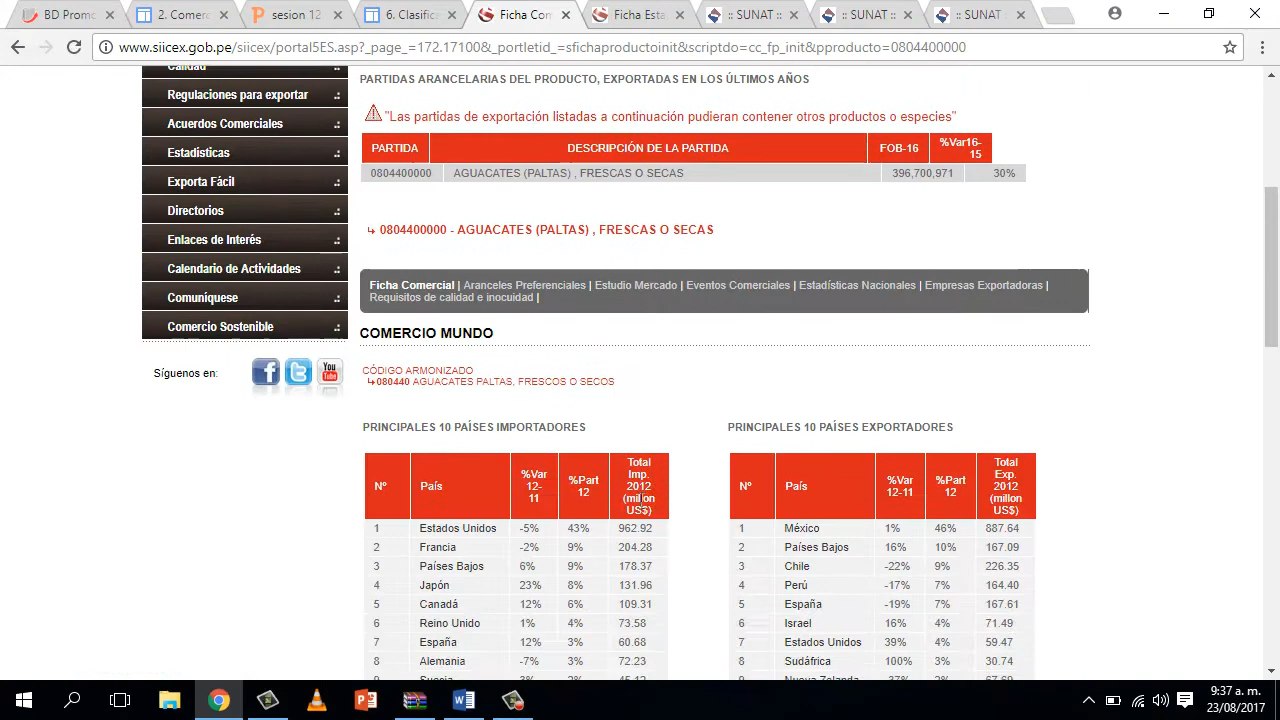 BD Promo
2. Comerc
sesion 12
6. Clasifica
Ficha Com
Ficha Esta
:: SUNAT
:: SUNAT ::
:: SUNAT
www.siicex.gob.pe/siicex/portal5ES.asp?_page_=172.17100&_portletid_=sfichaproductoinit&scriptdo=cc_fp_init&pproducto=0804400000
Calidad
Regulaciones para exportar
Acuerdos Comerciales
Estadísticas
Exporta Fácil
Directorios
Enlaces de Interés
Calendario de Actividades
Comuníquese
Comercio Sostenible
Síguenos en:
You
Tube
PARTIDAS ARANCELARIAS DEL PRODUCTO, EXPORTADAS EN LOS ÚLTIMOS AÑOS
"Las partidas de exportación listadas a continuación pudieran contener otros productos o especies"
PARTIDA DESCRIPCIÓN DE LA PARTIDA FOB-16 %Var16-15
0804400000 AGUACATES (PALTAS) , FRESCAS O SECAS 396,700,971 30%
0804400000 - AGUACATES (PALTAS) , FRESCAS O SECAS
Ficha Comercial | Aranceles Preferenciales | Estudio Mercado | Eventos Comerciales | Estadísticas Nacionales | Empresas Exportadoras |
Requisitos de calidad e inocuidad |
COMERCIO MUNDO
CÓDIGO ARMONIZADO
080440 AGUACATES PALTAS, FRESCOS O SECOS
PRINCIPALES 10 PAÍSES IMPORTADORES
Nº País %Var 12-11 %Part 12 Total Imp. 2012 (millon US$)
1 Estados Unidos -5% 43% 962.92
2 Francia -2% 9% 204.28
3 Países Bajos 6% 9% 178.37
4 Japón 23% 8% 131.96
5 Canadá 12% 6% 109.31
6 Reino Unido 1% 4% 73.58
7 España 12% 3% 60.68
8 Alemania -7% 3% 72.23
PRINCIPALES 10 PAÍSES EXPORTADORES
Nº País %Var 12-11 %Part 12 Total Exp. 2012 (millon US$)
1 México 1% 46% 887.64
2 Países Bajos 16% 10% 167.09
3 Chile -22% 9% 226.35
4 Perú -17% 7% 164.40
5 España -19% 7% 167.61
6 Israel 16% 4% 71.49
7 Estados Unidos 39% 4% 59.47
8 Sudáfrica 100% 3% 30.74
9:37 a. m.
23/08/2017